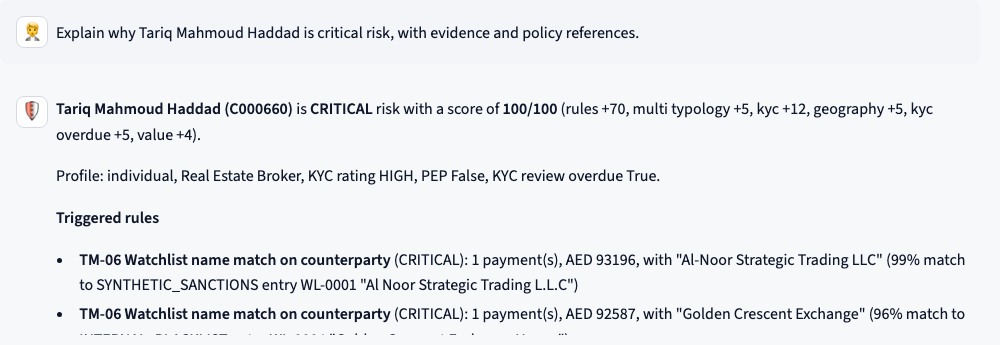 Explain why Tariq Mahmoud Haddad is critical risk, with evidence and policy references.
Tariq Mahmoud Haddad (C000660) is CRITICAL risk with a score of 100/100 (rules +70, multi typology +5, kyc +12, geography +5, kyc
overdue +5, value +4).
Profile: individual, Real Estate Broker, KYC rating HIGH, PEP False, KYC review overdue True.
Triggered rules
• TM-06 Watchlist name match on counterparty (CRITICAL): 1 payment(s), AED 93196, with "Al-Noor Strategic Trading LLC" (99% match
to SYNTHETIC_SANCTIONS entry WL-0001 "Al Noor Strategic Trading L.L.C")
• TM-06 Watchlist name match on counterparty (CRITICAL): 1 payment(s), AED 92587, with "Golden Crescent Exchange" (96% match to